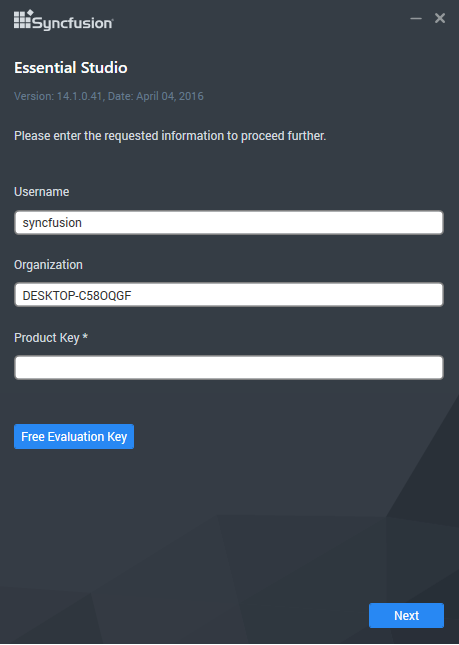 Syncfusion
Essential Studio
Version: 14.1.0.41, Date: April 04, 2016
Please enter the requested information to proceed further.
Username
syncfusion
Organization
DESKTOP-C58OQGF
Product Key *
Free Evaluation Key
Next